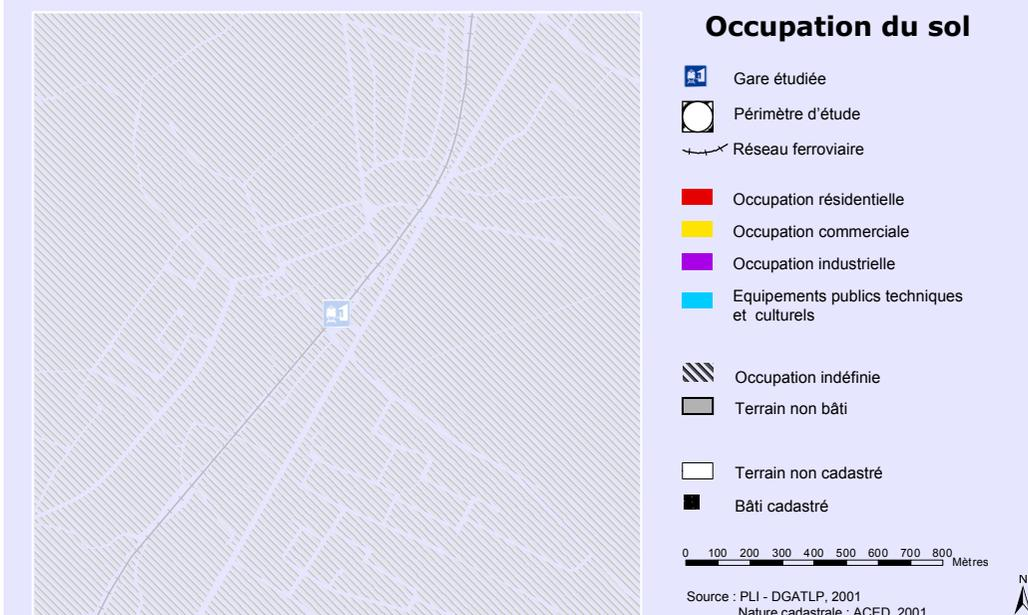 Occupation du sol
Gare étudiée
Périmètre d'étude
Réseau ferroviaire
Occupation résidentielle
Occupation commerciale
Occupation industrielle
Equipements publics techniques
et culturels
Occupation indéfinie
Terrain non bâti
Terrain non cadastré
Bâti cadastré
0 100 200 300 400 500 600 700 800
Mètres
N
Source : PLI - DGATLP, 2001
Nature cadastrale : ACED, 2001